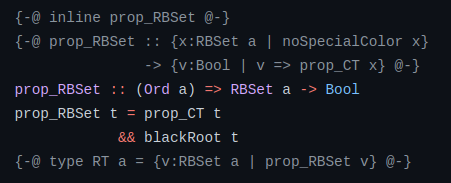 {-@ inline prop_RBSet @-}
{-@ prop_RBSet :: {x:RBSet a | noSpecialColor x}
-> {v:Bool | v => prop_CT x} @-}
prop_RBSet :: (Ord a) => RBSet a -> Bool
prop_RBSet t = prop_CT t
&& blackRoot t
{-@ type RT a = {v:RBSet a | prop_RBSet v} @-}